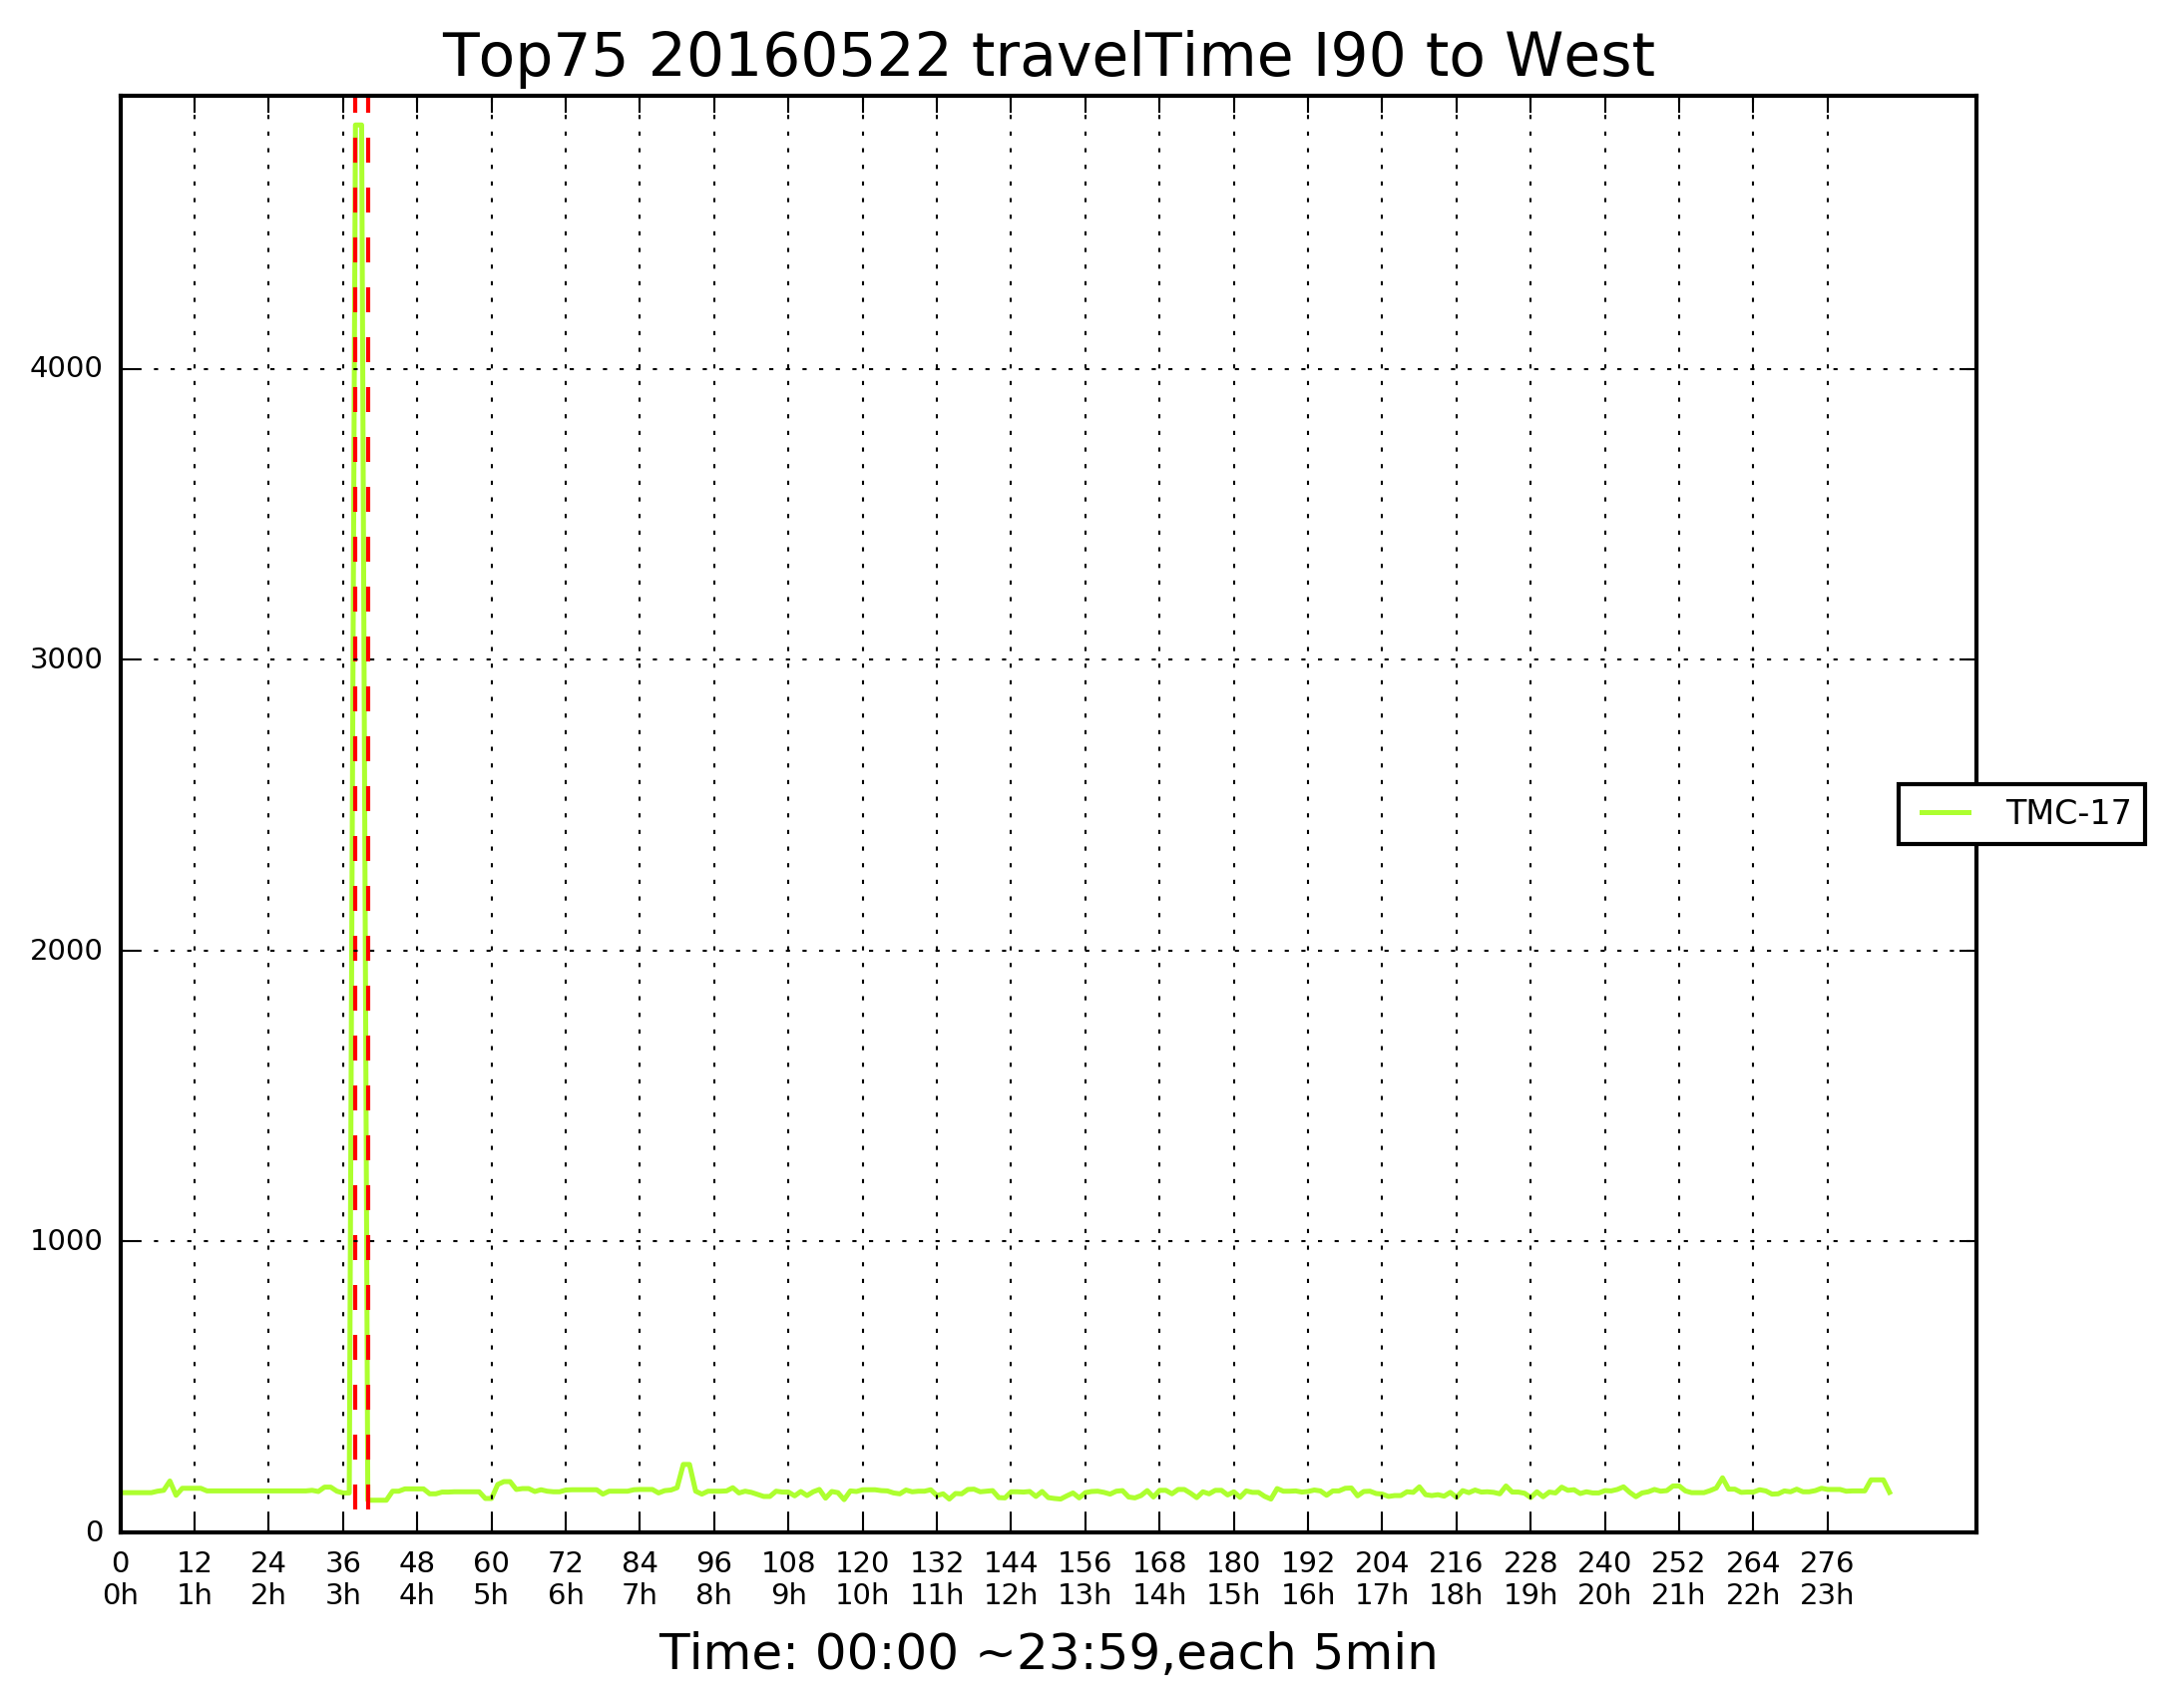 Top75 20160522 travelTime I90 to West
4000
3000
2000
1000
0
TMC-17
0 12 24 36 48 60 72 84 96 108 120 132 144 156 168 180 192 204 216 228 240 252 264 276
0h 1h 2h 3h 4h 5h 6h 7h 8h 9h 10h 11h 12h 13h 14h 15h 16h 17h 18h 19h 20h 21h 22h 23h
Time: 00:00 ~23:59,each 5min